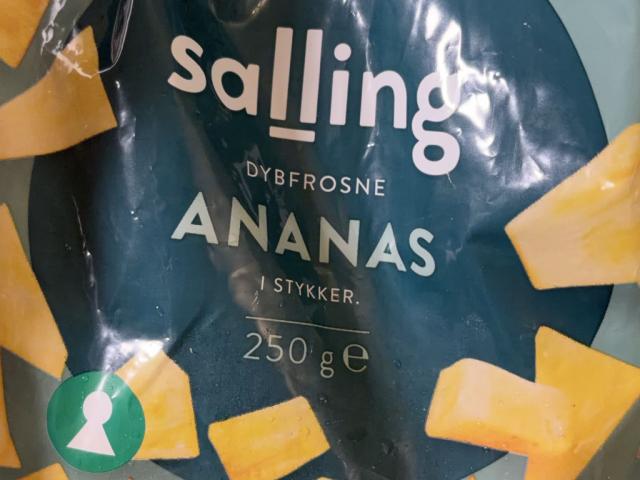 salling
DYBFROSNE
ANANAS
I STYKKER.
250 g e